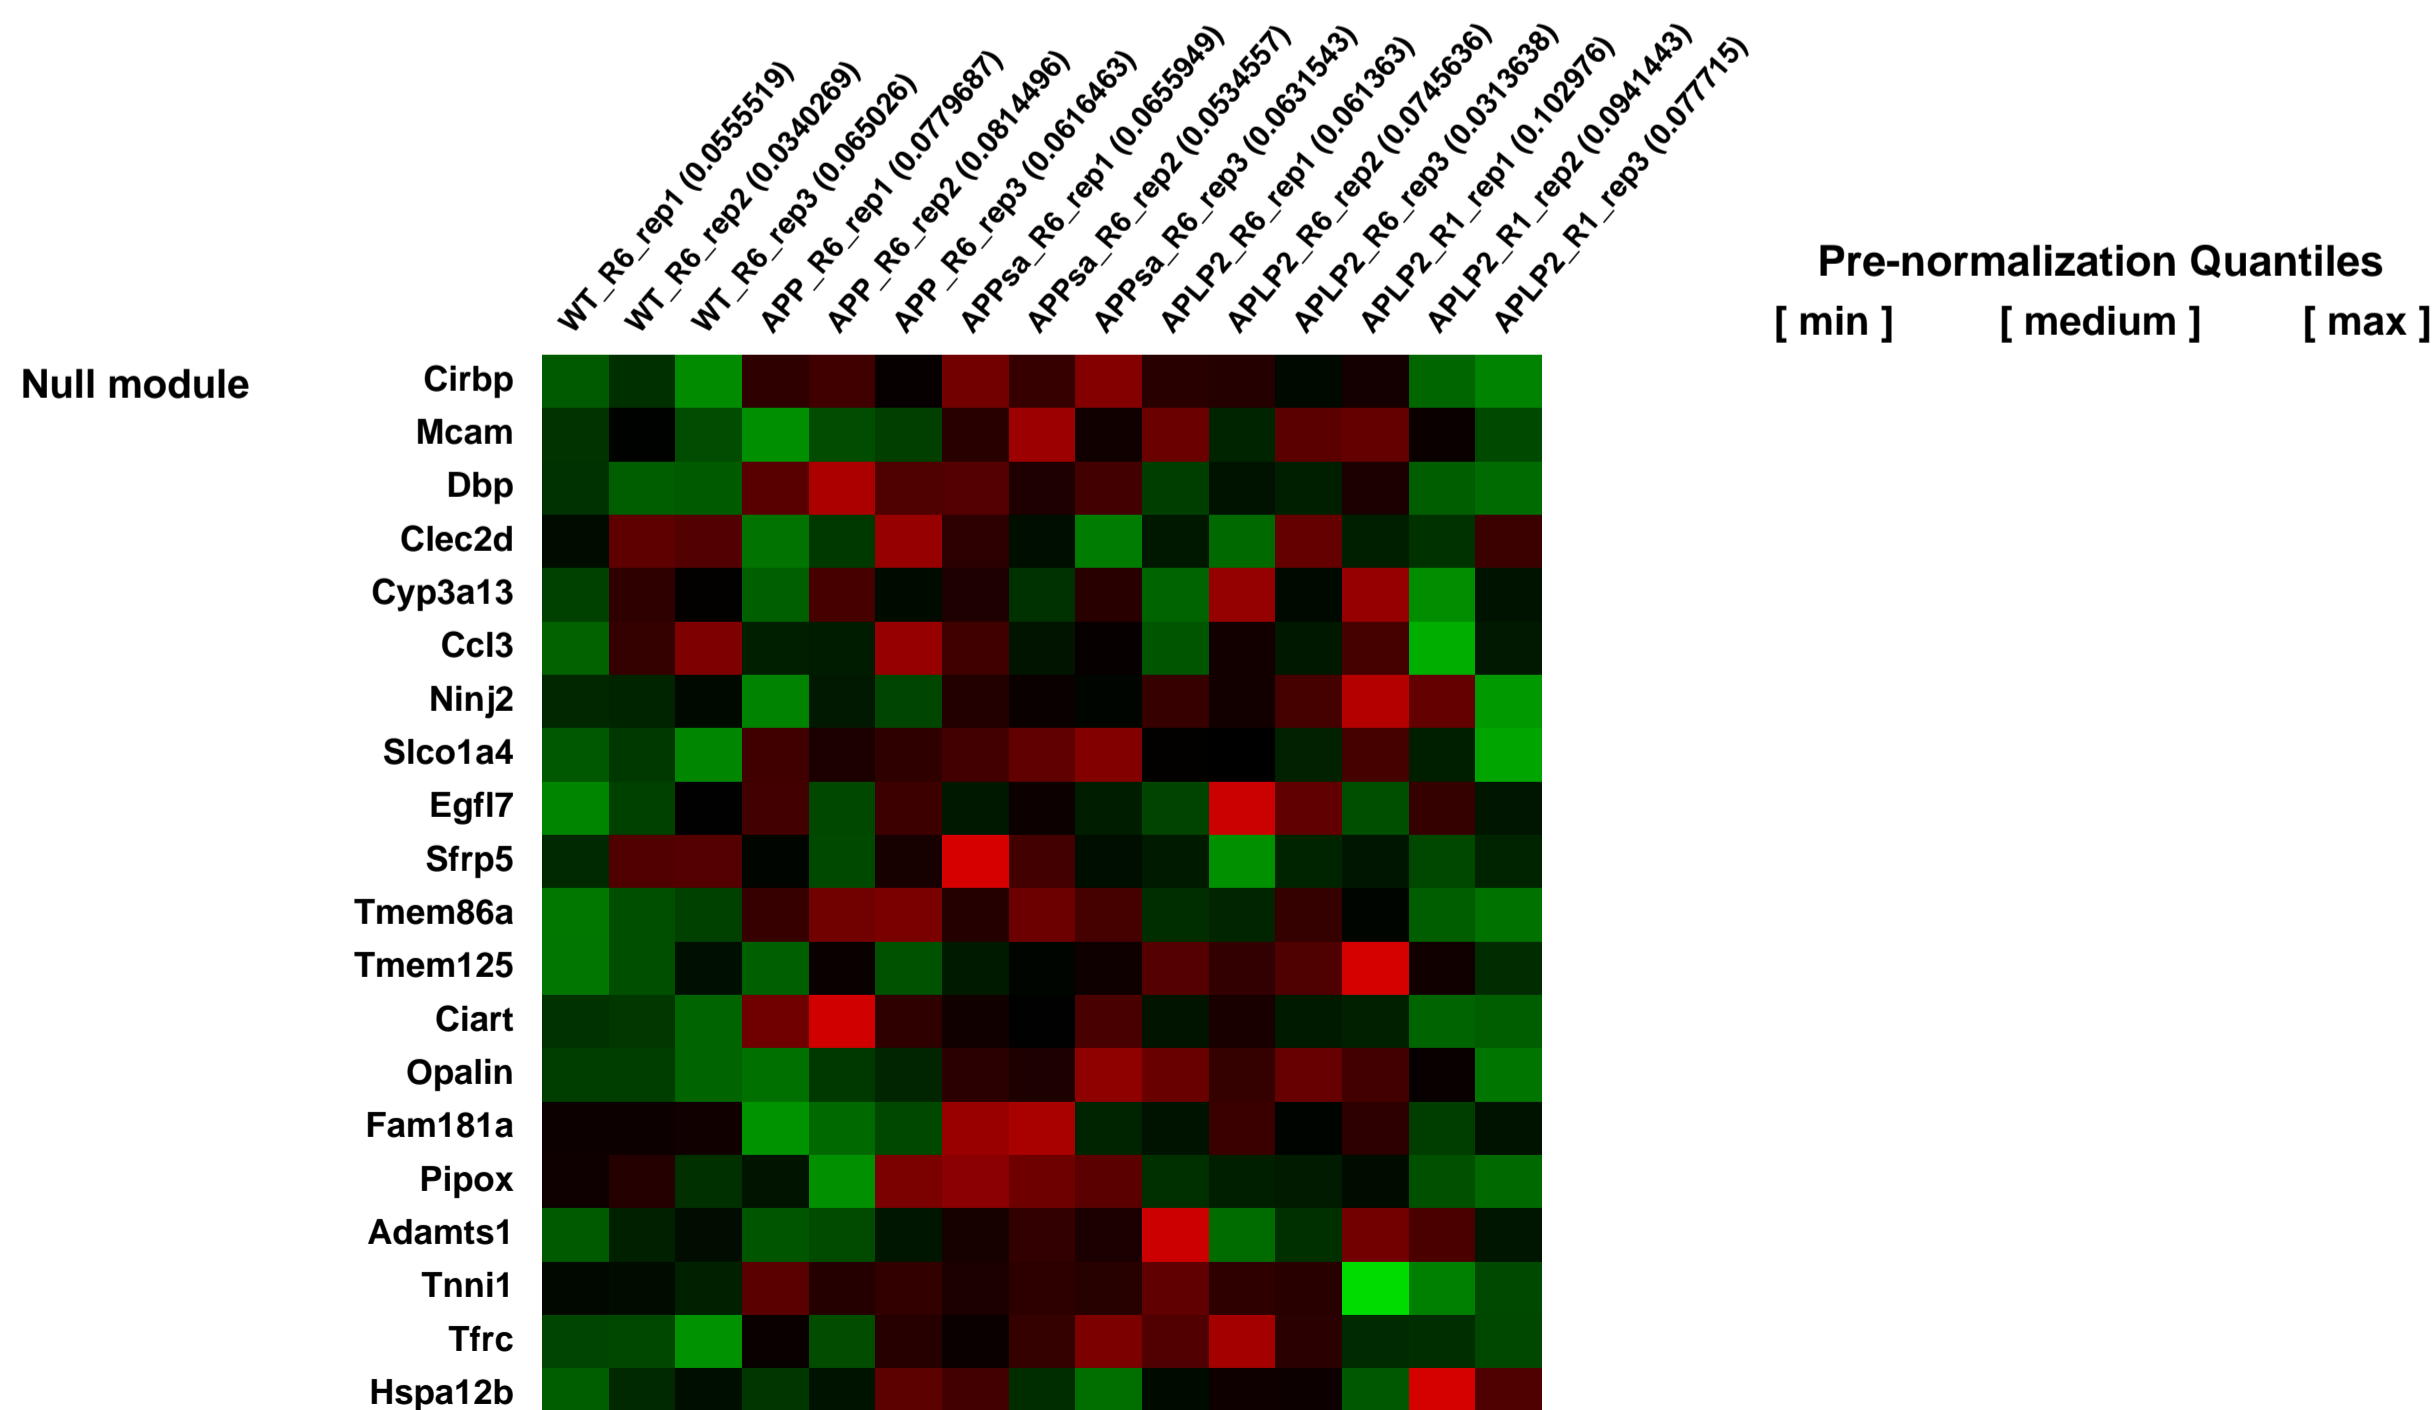 WT_R6_rep1 (0.0555519)
WT_R6_rep2 (0.0340269)
WT_R6_rep3 (0.065026)
APP_R6_rep1 (0.0779687)
APP_R6_rep2 (0.0814496)
APP_R6_rep3 (0.0616463)
APPsa_R6_rep1 (0.0655949)
APPsa_R6_rep2 (0.0534557)
APPsa_R6_rep3 (0.0631543)
APLP2_R6_rep1 (0.061363)
APLP2_R6_rep2 (0.0745636)
APLP2_R6_rep3 (0.0313638)
APLP2_R1_rep1 (0.102976)
APLP2_R1_rep2 (0.0941443)
APLP2_R1_rep3 (0.077715)
Pre-normalization Quantiles
[ min ] [ medium ] [ max ]
Null module
Cirbp
Mcam
Dbp
Clec2d
Cyp3a13
Ccl3
Ninj2
Slco1a4
Egfl7
Sfrp5
Tmem86a
Tmem125
Ciart
Opalin
Fam181a
Pipox
Adamts1
Tnni1
Tfrc
Hspa12b